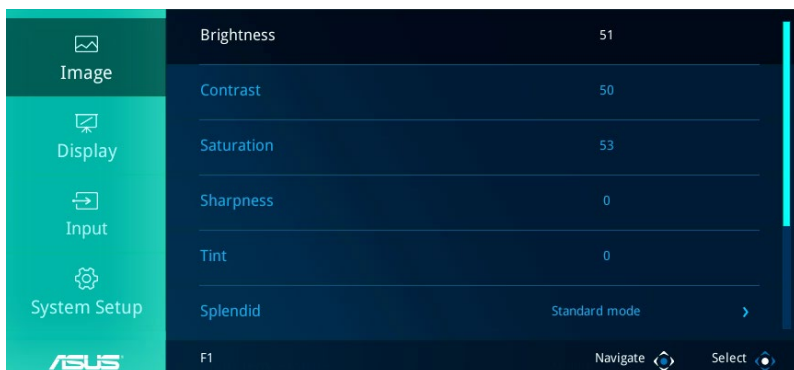 Image
Display
Input
System Setup
ASUS
Brightness 51
Contrast 50
Saturation 53
Sharpness 0
Tint 0
Splendid Standard mode
F1 Navigate Select